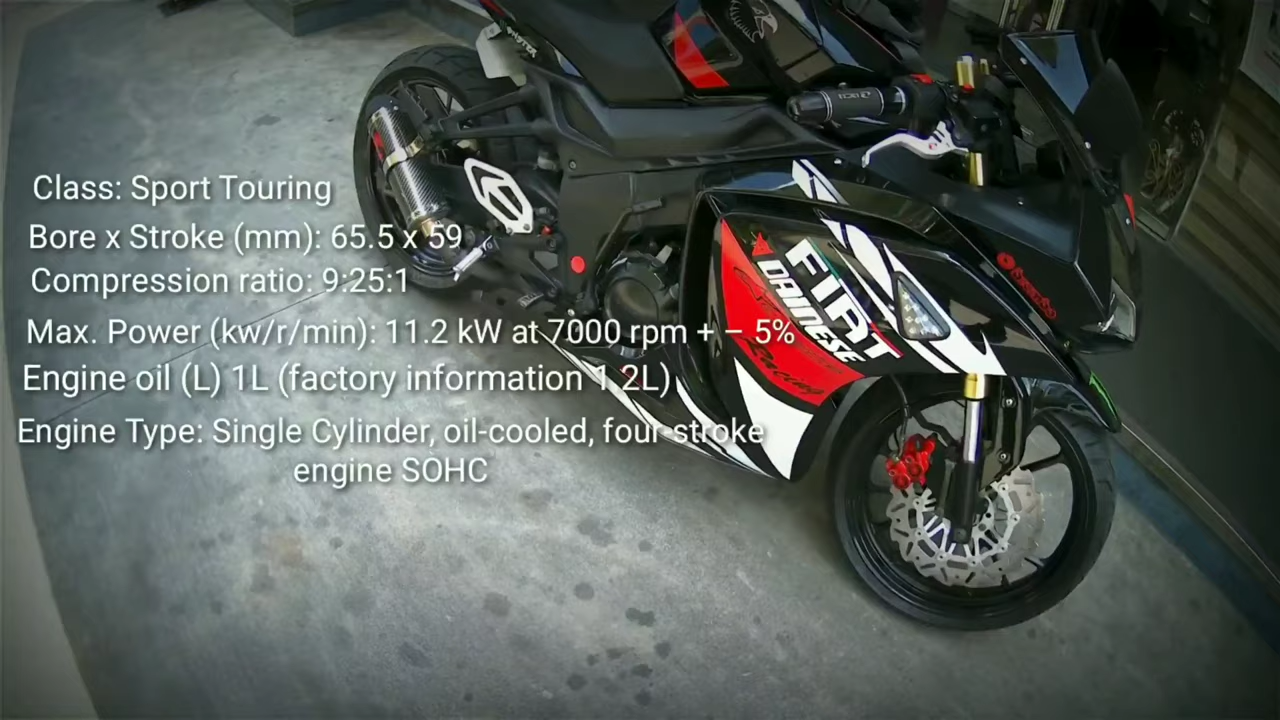 Class: Sport Touring
Bore x Stroke (mm): 65.5 x 59
Compression ratio: 9:25:1
Max. Power (kw/r/min): 11.2 kW at 7000 rpm + – 5%
Engine oil (L) 1L (factory information 1,2L)
Engine Type: Single Cylinder, oil-cooled, four-stroke
engine SOHC
FIAT
DAINESE
Racing